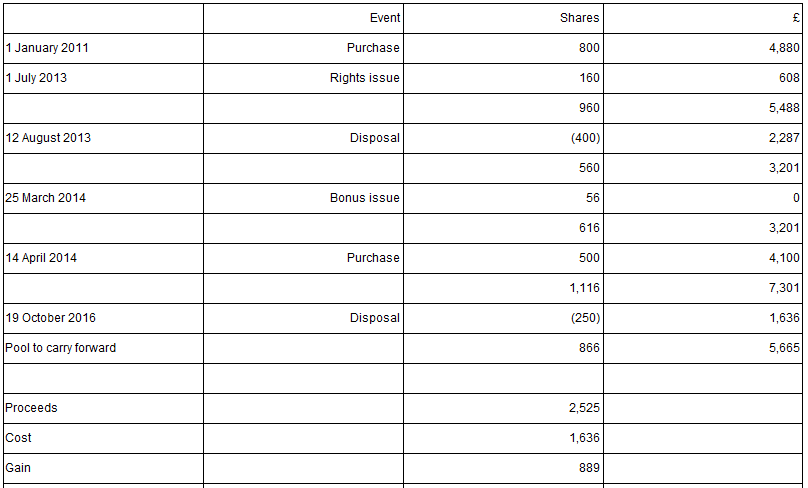 Event Shares £
1 January 2011 Purchase 800 4,880
1 July 2013 Rights issue 160 608
960 5,488
12 August 2013 Disposal (400) 2,287
560 3,201
25 March 2014 Bonus issue 56 0
616 3,201
14 April 2014 Purchase 500 4,100
1,116 7,301
19 October 2016 Disposal (250) 1,636
Pool to carry forward 866 5,665
Proceeds 2,525
Cost 1,636
Gain 889